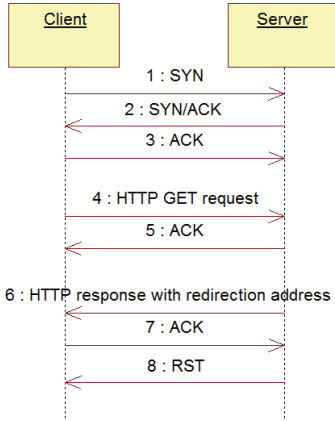 Client
Server
1 : SYN
2 : SYN/ACK
3 : ACK
4 : HTTP GET request
5 : ACK
6 : HTTP response with redirection address
7 : ACK
8 : RST